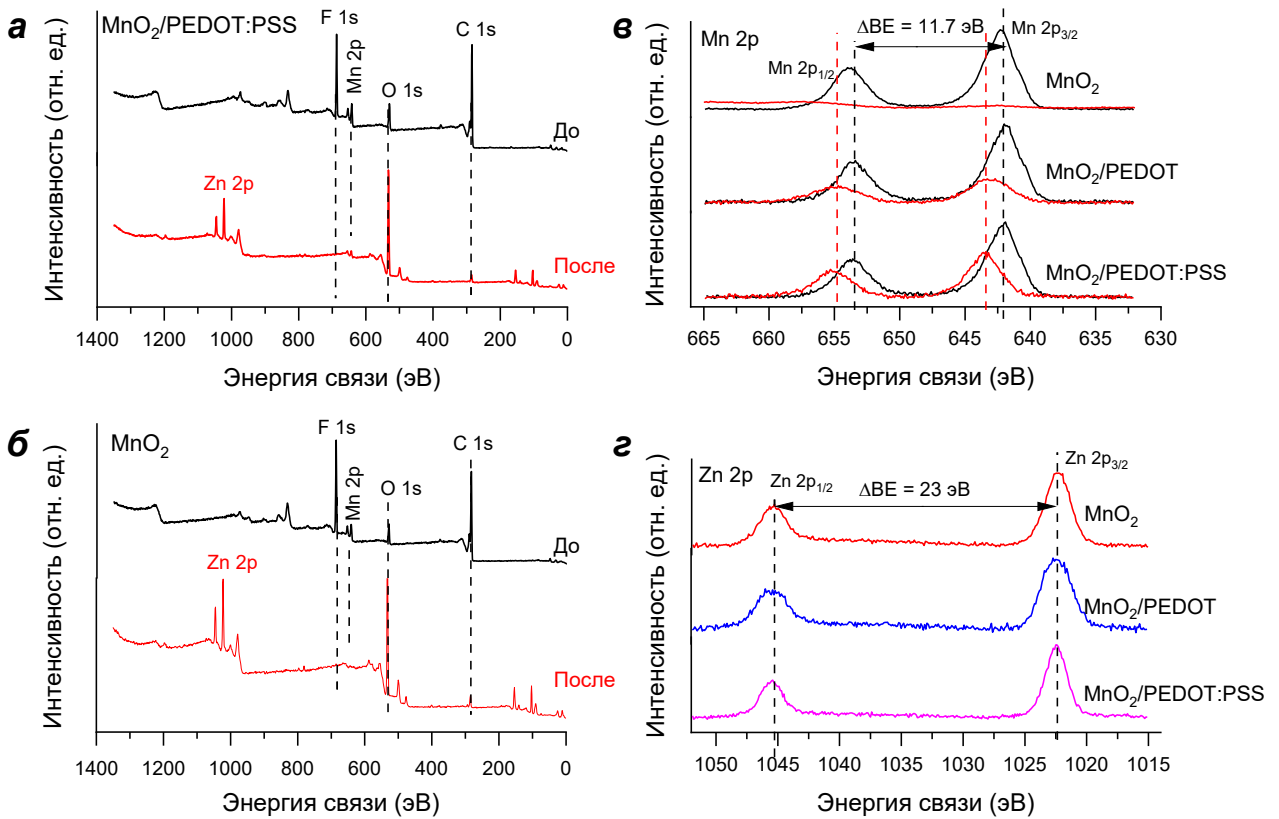 а
MnO₂/PEDOT:PSS
F 1s
Mn 2p
O 1s
C 1s
До
Zn 2p
После
Интенсивность (отн. ед.)
1400 1200 1000 800 600 400 200 0
Энергия связи (эВ)
в
Mn 2p
ΔBE = 11.7 эВ
Mn 2p₃/₂
Mn 2p₁/₂
MnO₂
MnO₂/PEDOT
MnO₂/PEDOT:PSS
Интенсивность (отн. ед.)
665 660 655 650 645 640 635 630
Энергия связи (эВ)
б
MnO₂
F 1s
Mn 2p
O 1s
C 1s
До
Zn 2p
После
Интенсивность (отн. ед.)
1400 1200 1000 800 600 400 200 0
Энергия связи (эВ)
г
Zn 2p
Zn 2p₁/₂
ΔBE = 23 эВ
Zn 2p₃/₂
MnO₂
MnO₂/PEDOT
MnO₂/PEDOT:PSS
Интенсивность (отн. ед.)
1050 1045 1040 1035 1030 1025 1020 1015
Энергия связи (эВ)